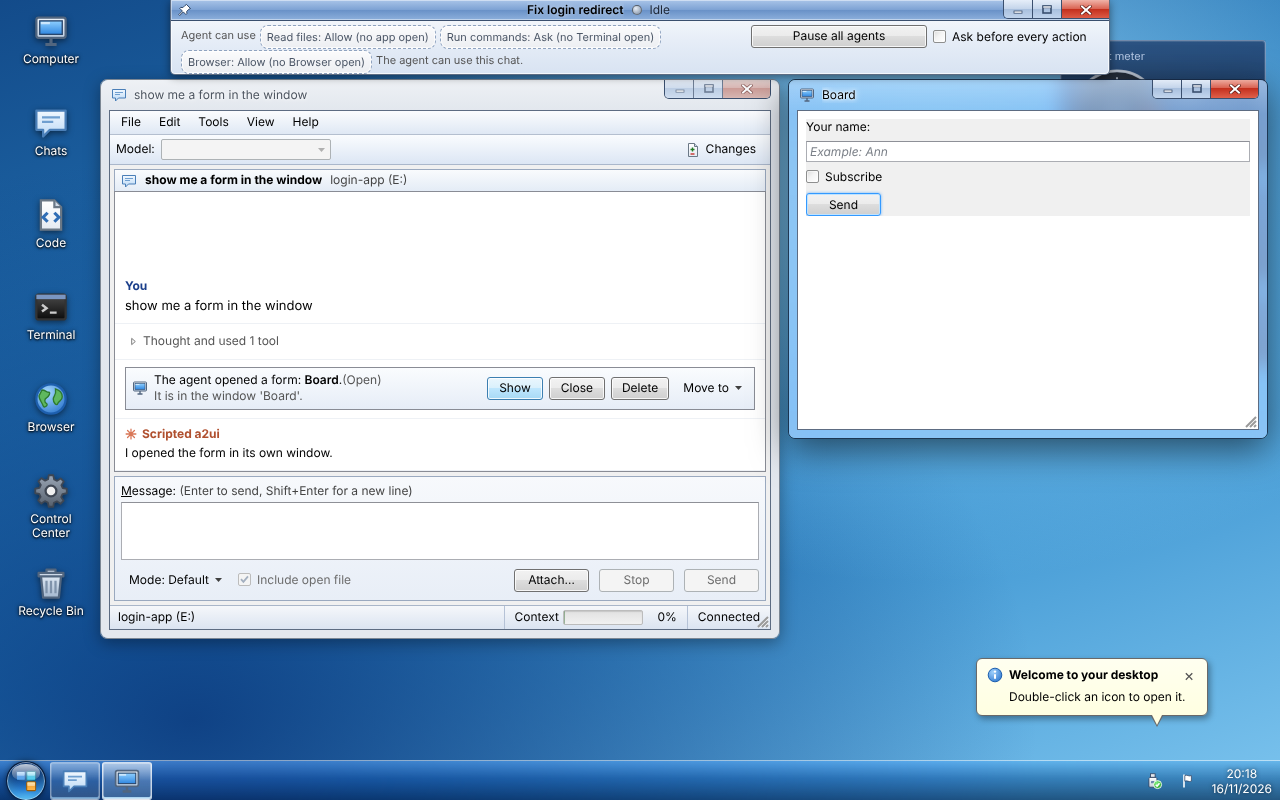 Fix login redirect Idle
Agent can use Read files: Allow (no app open) Run commands: Ask (no Terminal open)
Browser: Allow (no Browser open) The agent can use this chat.
Pause all agents Ask before every action
meter
Computer
Chats
Code
Terminal
Browser
Control
Center
Recycle Bin
show me a form in the window
File Edit Tools View Help
Model: Changes
show me a form in the window login-app (E:)
You
show me a form in the window
Thought and used 1 tool
The agent opened a form: Board.(Open)
It is in the window 'Board'.
Show Close Delete Move to
Scripted a2ui
I opened the form in its own window.
Message: (Enter to send, Shift+Enter for a new line)
Mode: Default Include open file Attach... Stop Send
login-app (E:) Context 0% Connected
Board
Your name:
Example: Ann
Subscribe
Send
Welcome to your desktop
Double-click an icon to open it.
20:18
16/11/2026